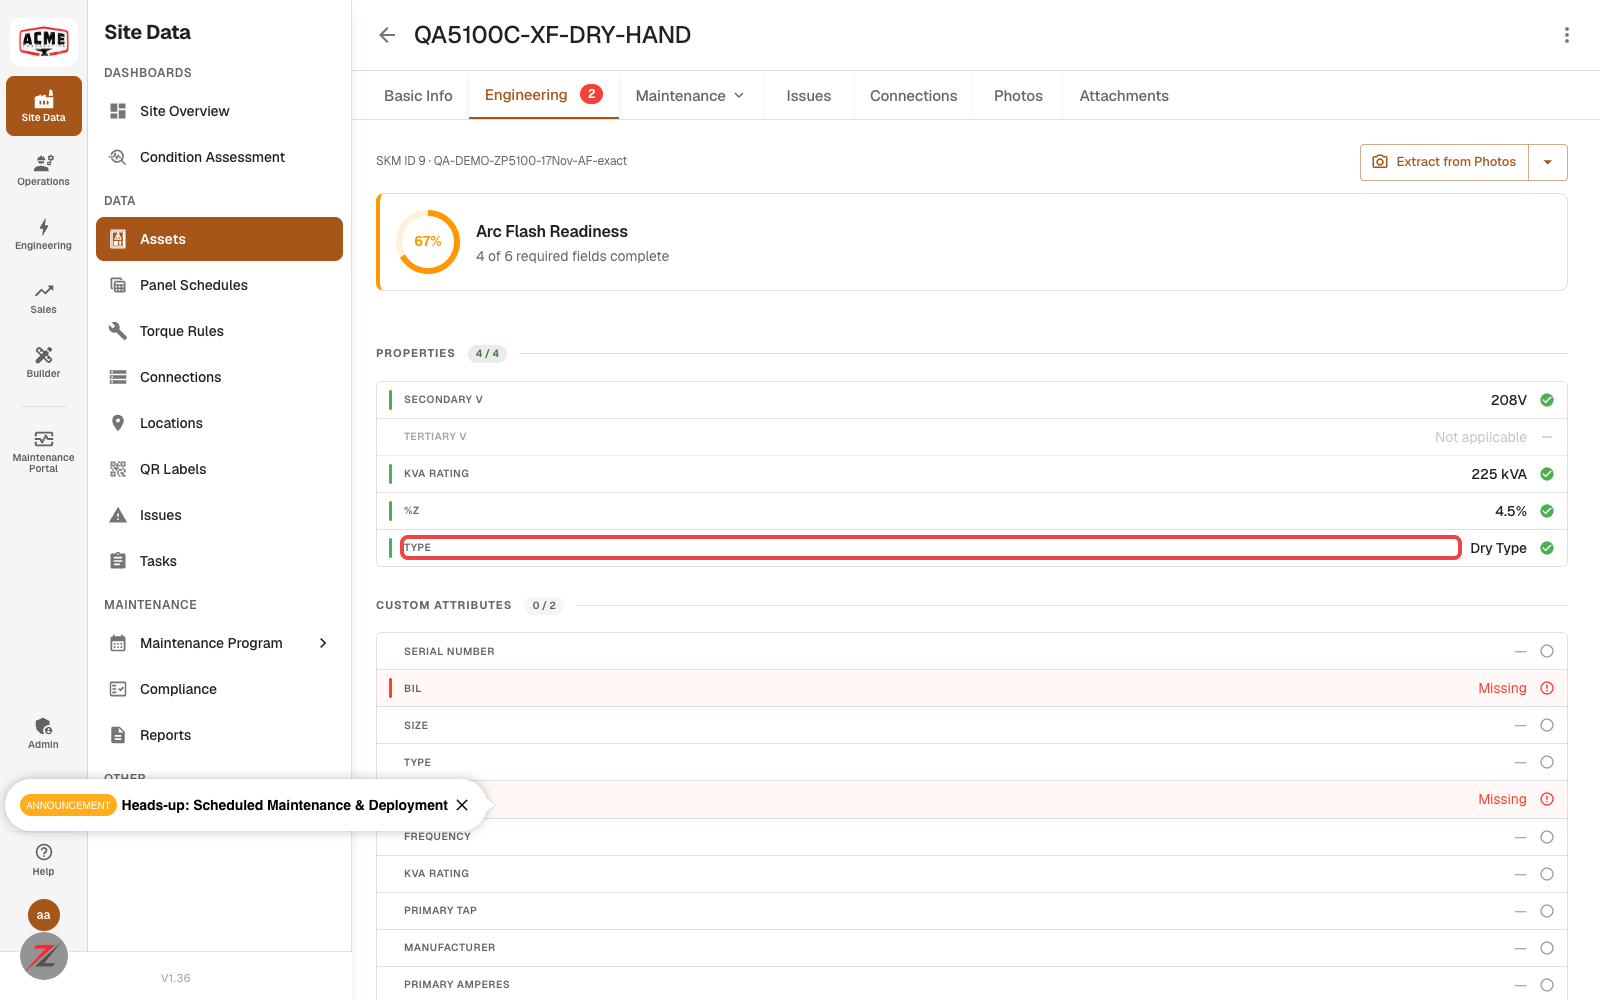 ACME
Site Data
Operations
Engineering
Sales
Builder
Maintenance
Portal
Admin
Help
aa
Site Data
DASHBOARDS
Site Overview
Condition Assessment
DATA
Assets
Panel Schedules
Torque Rules
Connections
Locations
QR Labels
Issues
Tasks
MAINTENANCE
Maintenance Program
Compliance
Reports
OTHER
ANNOUNCEMENT Heads-up: Scheduled Maintenance & Deployment
V1.36
QA5100C-XF-DRY-HAND
Basic Info Engineering 2 Maintenance Issues Connections Photos Attachments
SKM ID 9 · QA-DEMO-ZP5100-17Nov-AF-exact
Extract from Photos
67%
Arc Flash Readiness
4 of 6 required fields complete
PROPERTIES 4 / 4
SECONDARY V 208V
TERTIARY V Not applicable —
KVA RATING 225 kVA
%Z 4.5%
TYPE Dry Type
CUSTOM ATTRIBUTES 0 / 2
SERIAL NUMBER —
BIL Missing
SIZE —
TYPE —
Missing
FREQUENCY —
KVA RATING —
PRIMARY TAP —
MANUFACTURER —
PRIMARY AMPERES —